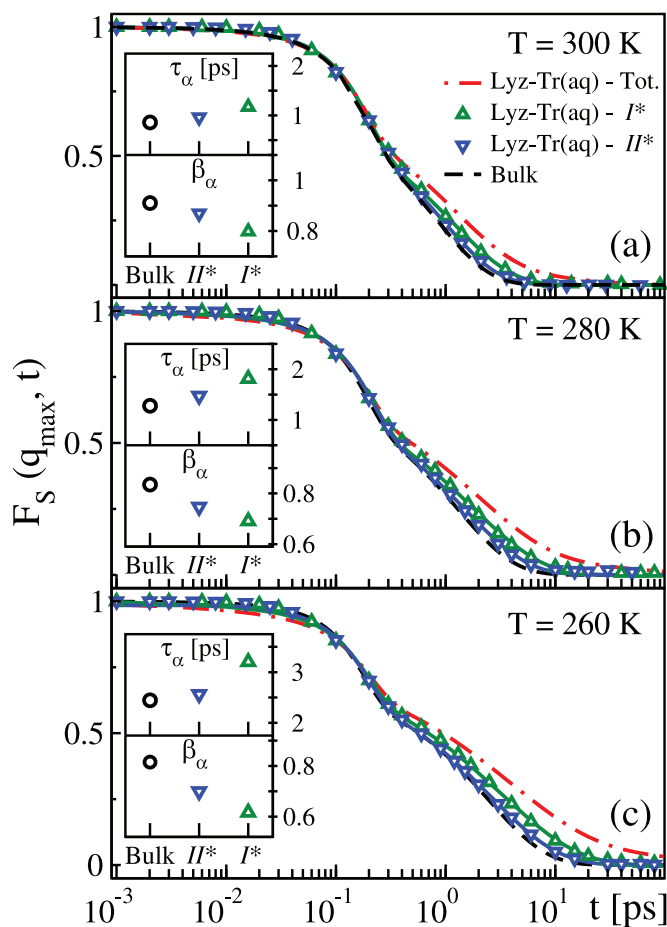 1
T = 300 K
τα [ps]
2
1
βα
1
0.8
Bulk II* I*
Lyz-Tr(aq) - Tot.
Lyz-Tr(aq) - I*
Lyz-Tr(aq) - II*
Bulk
0.5
(a)
1
T = 280 K
τα [ps]
2
1
βα
0.8
0.6
Bulk II* I*
0.5
(b)
FS (qmax, t)
1
T = 260 K
τα [ps]
3
2
βα
0.8
0.6
Bulk II* I*
0.5
(c)
0
10-3 10-2 10-1 100 101 t [ps]